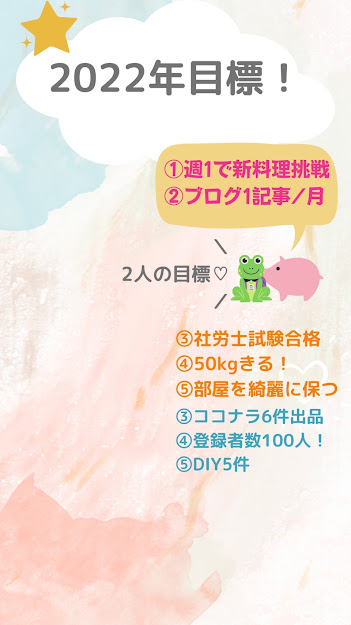 2022年目標！
①週1で新料理挑戦
②ブログ1記事/月
2人の目標♡
③社労士試験合格
④50kgきる！
⑤部屋を綺麗に保つ
③ココナラ6件出品
④登録者数100人！
⑤DIY5件